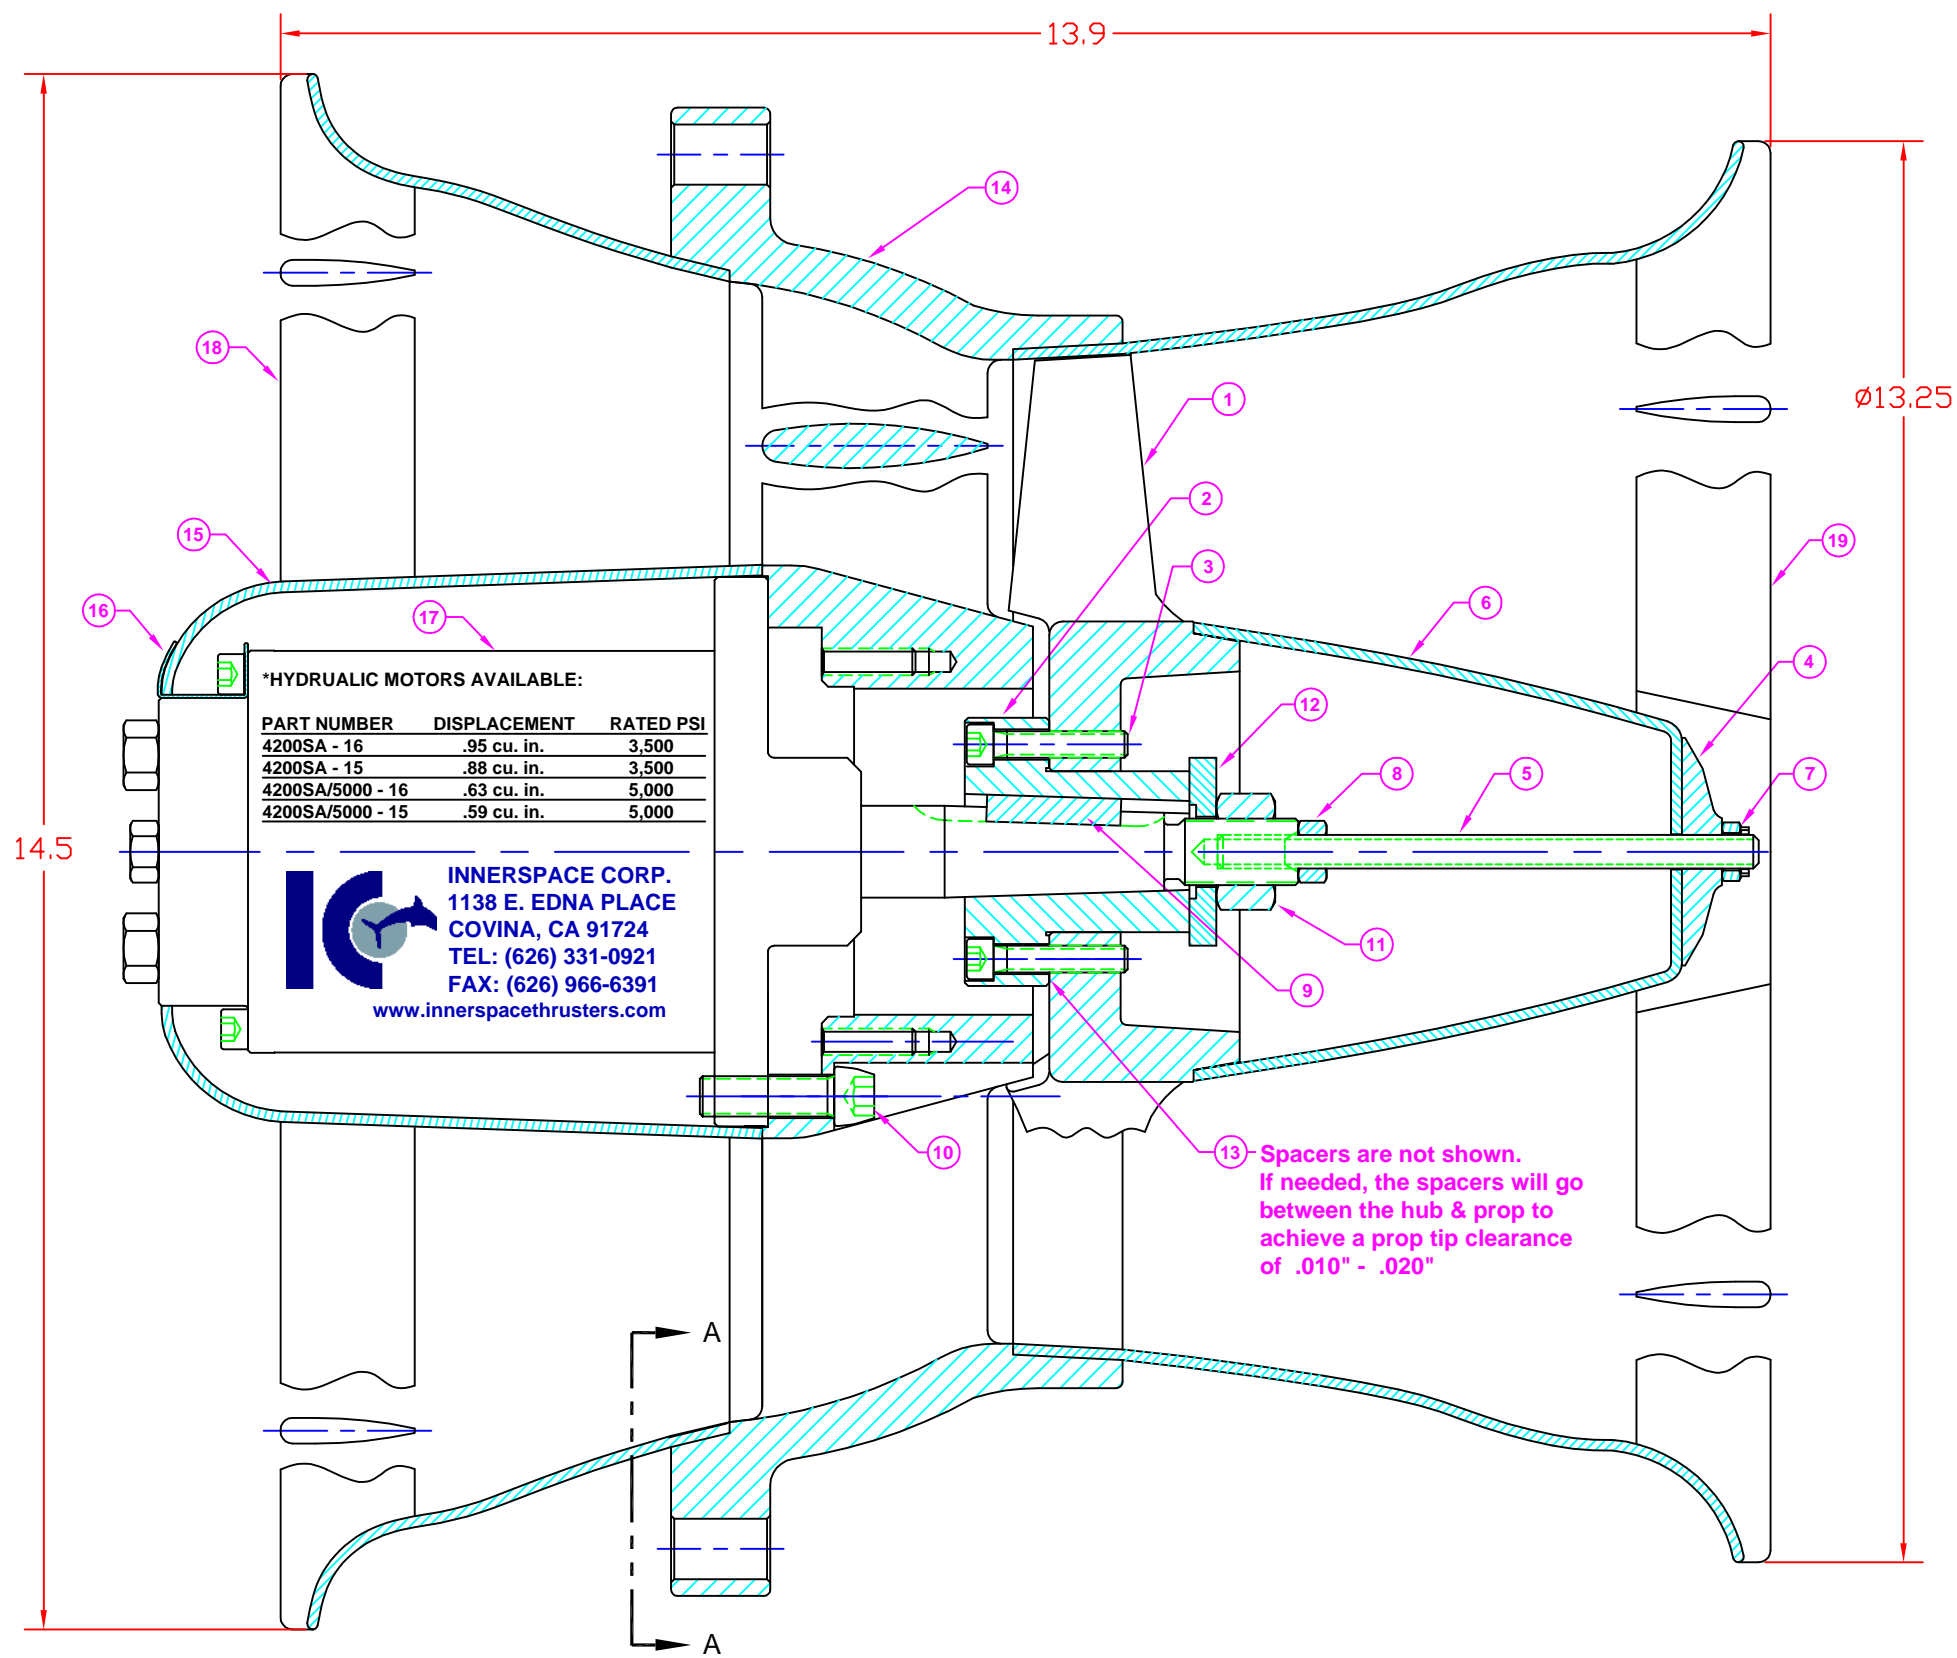 13.9
14
18
1
Ø13.25
2
15
3
19
16
17
6
4
*HYDRUALIC MOTORS AVAILABLE:
12
PART NUMBER DISPLACEMENT RATED PSI
4200SA - 16 .95 cu. in. 3,500
4200SA - 15 .88 cu. in. 3,500
4200SA/5000 - 16 .63 cu. in. 5,000
4200SA/5000 - 15 .59 cu. in. 5,000
8
5
7
14.5
IC
INNERSPACE CORP.
1138 E. EDNA PLACE
COVINA, CA 91724
TEL: (626) 331-0921
FAX: (626) 966-6391
www.innerspacethrusters.com
11
9
10
13
Spacers are not shown.
If needed, the spacers will go
between the hub & prop to
achieve a prop tip clearance
of .010" - .020"
A
A